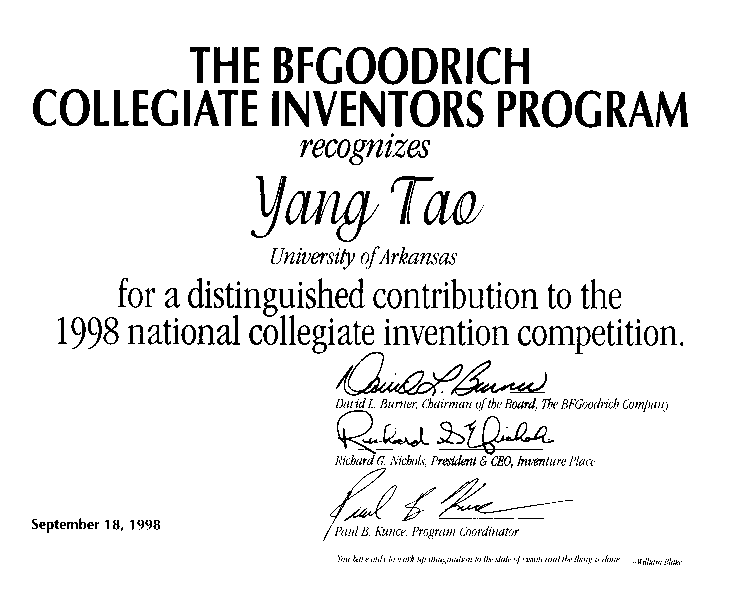 THE BFGOODRICH
COLLEGIATE INVENTORS PROGRAM
recognizes
Yang Tao
University of Arkansas
for a distinguished contribution to the
1998 national collegiate invention competition.
David L. Burner
David L. Burner, Chairman of the Board, The BFGoodrich Company
Richard G. Nichols
Richard G. Nichols, President & CEO, Inventure Place
Paul B. Kunce
Paul B. Kunce, Program Coordinator
September 18, 1998
You have only to work up imagination to the state of vision and the thing is done. -William Blake